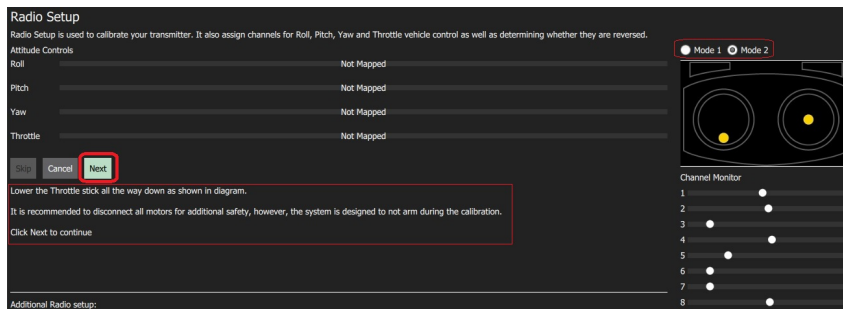 Radio Setup
Radio Setup is used to calibrate your transmitter. It also assign channels for Roll, Pitch, Yaw and Throttle vehicle control as well as determining whether they are reversed.
Attitude Controls
Roll Not Mapped
Pitch Not Mapped
Yaw Not Mapped
Throttle Not Mapped
Skip Cancel Next
Lower the Throttle stick all the way down as shown in diagram.
It is recommended to disconnect all motors for additional safety, however, the system is designed to not arm during the calibration.
Click Next to continue
Additional Radio setup:
Mode 1 Mode 2
Channel Monitor
1
2
3
4
5
6
7
8